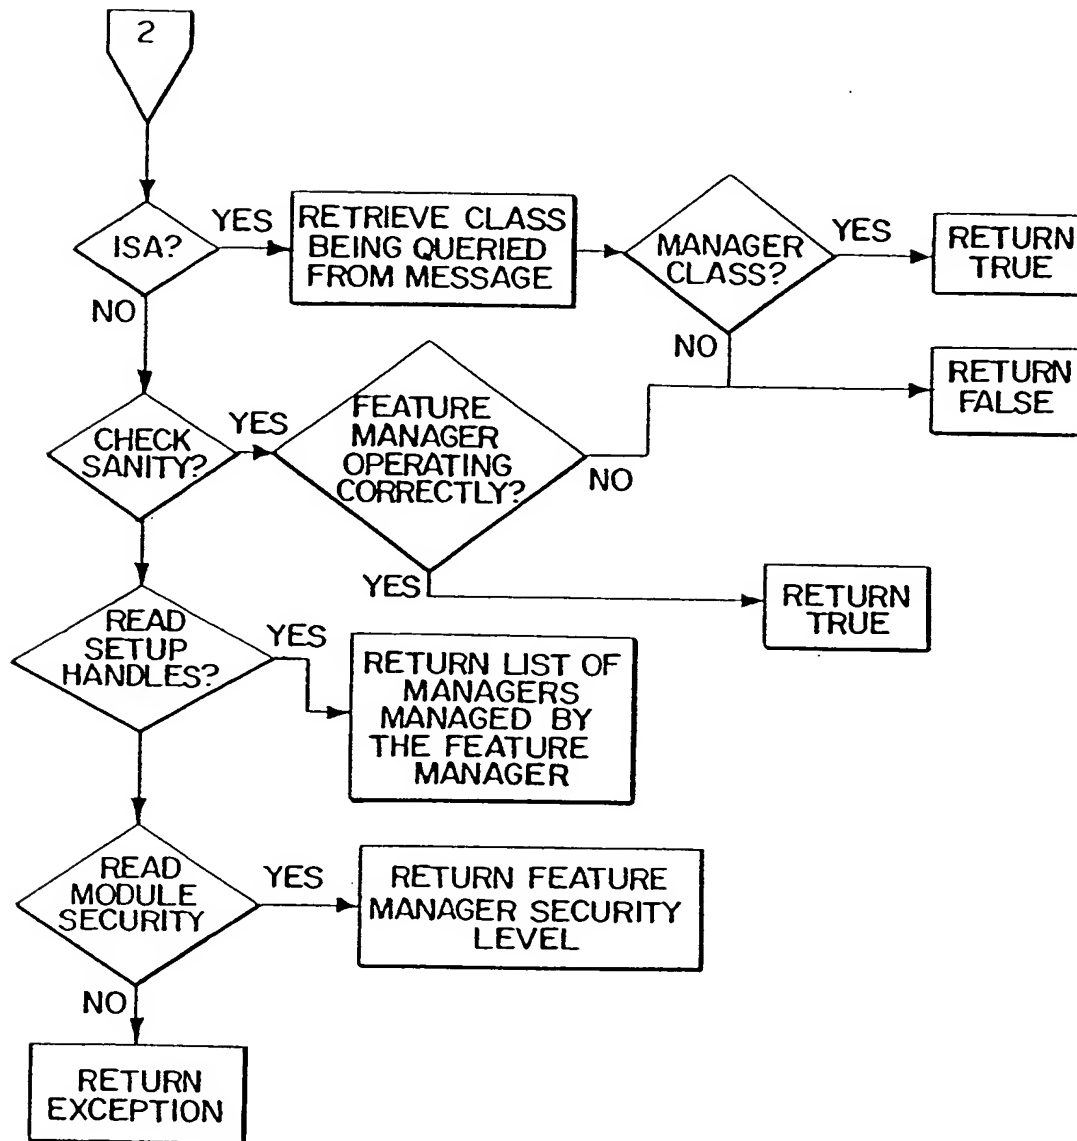 2
ISA?
YES
NO
RETRIEVE CLASS
BEING QUERIED
FROM MESSAGE
MANAGER
CLASS?
YES
NO
RETURN
TRUE
RETURN
FALSE
CHECK
SANITY?
YES
FEATURE
MANAGER
OPERATING
CORRECTLY?
NO
YES
RETURN
TRUE
READ
SETUP
HANDLES?
YES
RETURN LIST OF
MANAGERS
MANAGED BY
THE FEATURE
MANAGER
READ
MODULE
SECURITY
YES
RETURN FEATURE
MANAGER SECURITY
LEVEL
NO
RETURN
EXCEPTION